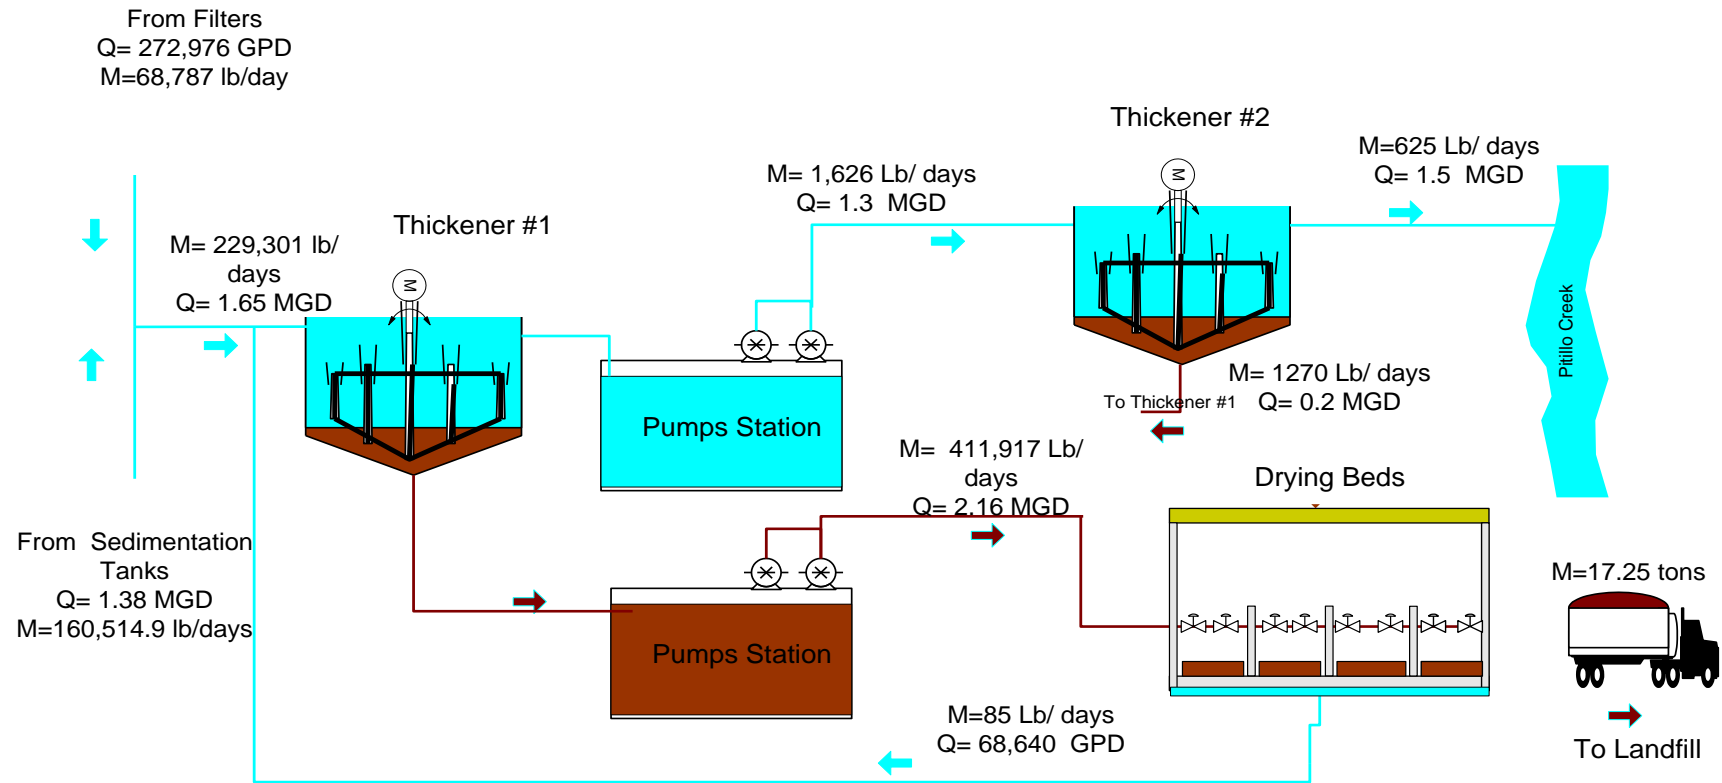 From Filters
Q= 272,976 GPD
M=68,787 lb/day
Thickener #2
M=625 Lb/ days
Q= 1.5  MGD
M= 1,626 Lb/ days
Q= 1.3  MGD
M
Thickener #1
M= 229,301 lb/
days
Q= 1.65 MGD
M
Pitillo Creek
M= 1270 Lb/ days
Q= 0.2 MGD
To Thickener #1
Pumps Station
M=  411,917 Lb/
days
Q= 2.16 MGD
Drying Beds
From  Sedimentation
Tanks
Q= 1.38 MGD
M=160,514.9 lb/days
M=17.25 tons
Pumps Station
M=85 Lb/ days
Q= 68,640  GPD
To Landfill